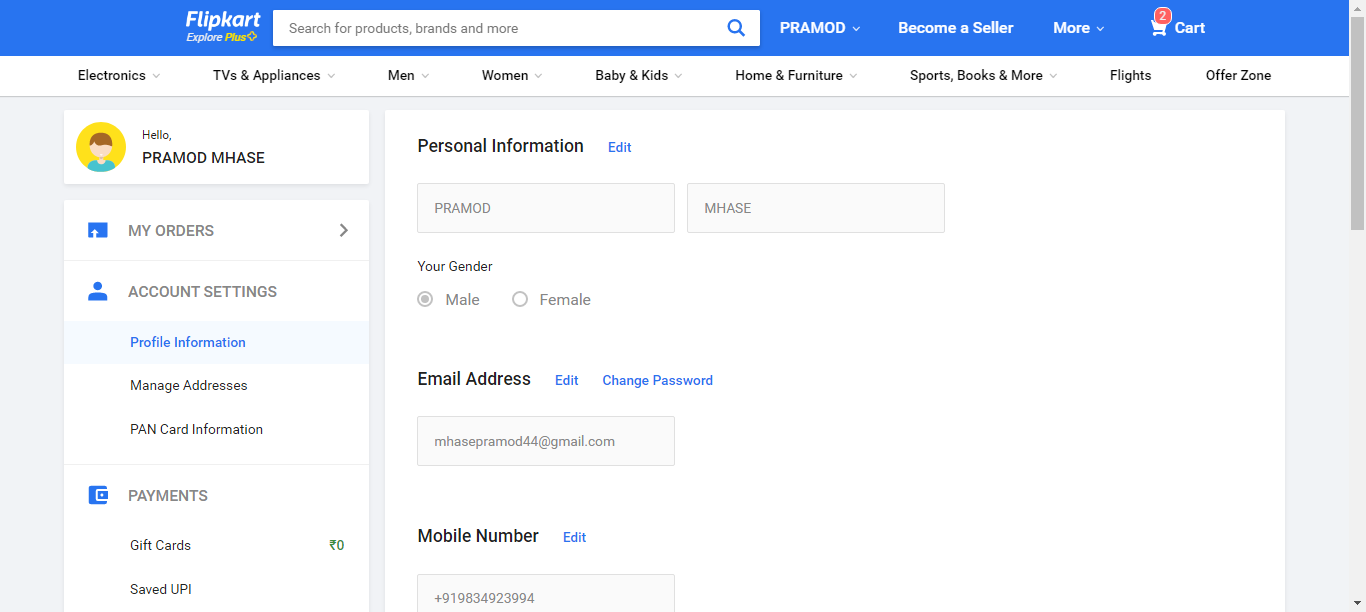 Flipkart
Explore Plus
Search for products, brands and more
PRAMOD
Become a Seller
More
2
Cart
Electronics
TVs & Appliances
Men
Women
Baby & Kids
Home & Furniture
Sports, Books & More
Flights
Offer Zone
Hello,
PRAMOD MHASE
MY ORDERS
ACCOUNT SETTINGS
Profile Information
Manage Addresses
PAN Card Information
PAYMENTS
Gift Cards ₹0
Saved UPI
Personal Information Edit
PRAMOD MHASE
Your Gender
Male Female
Email Address Edit Change Password
mhasepramod44@gmail.com
Mobile Number Edit
+919834923994